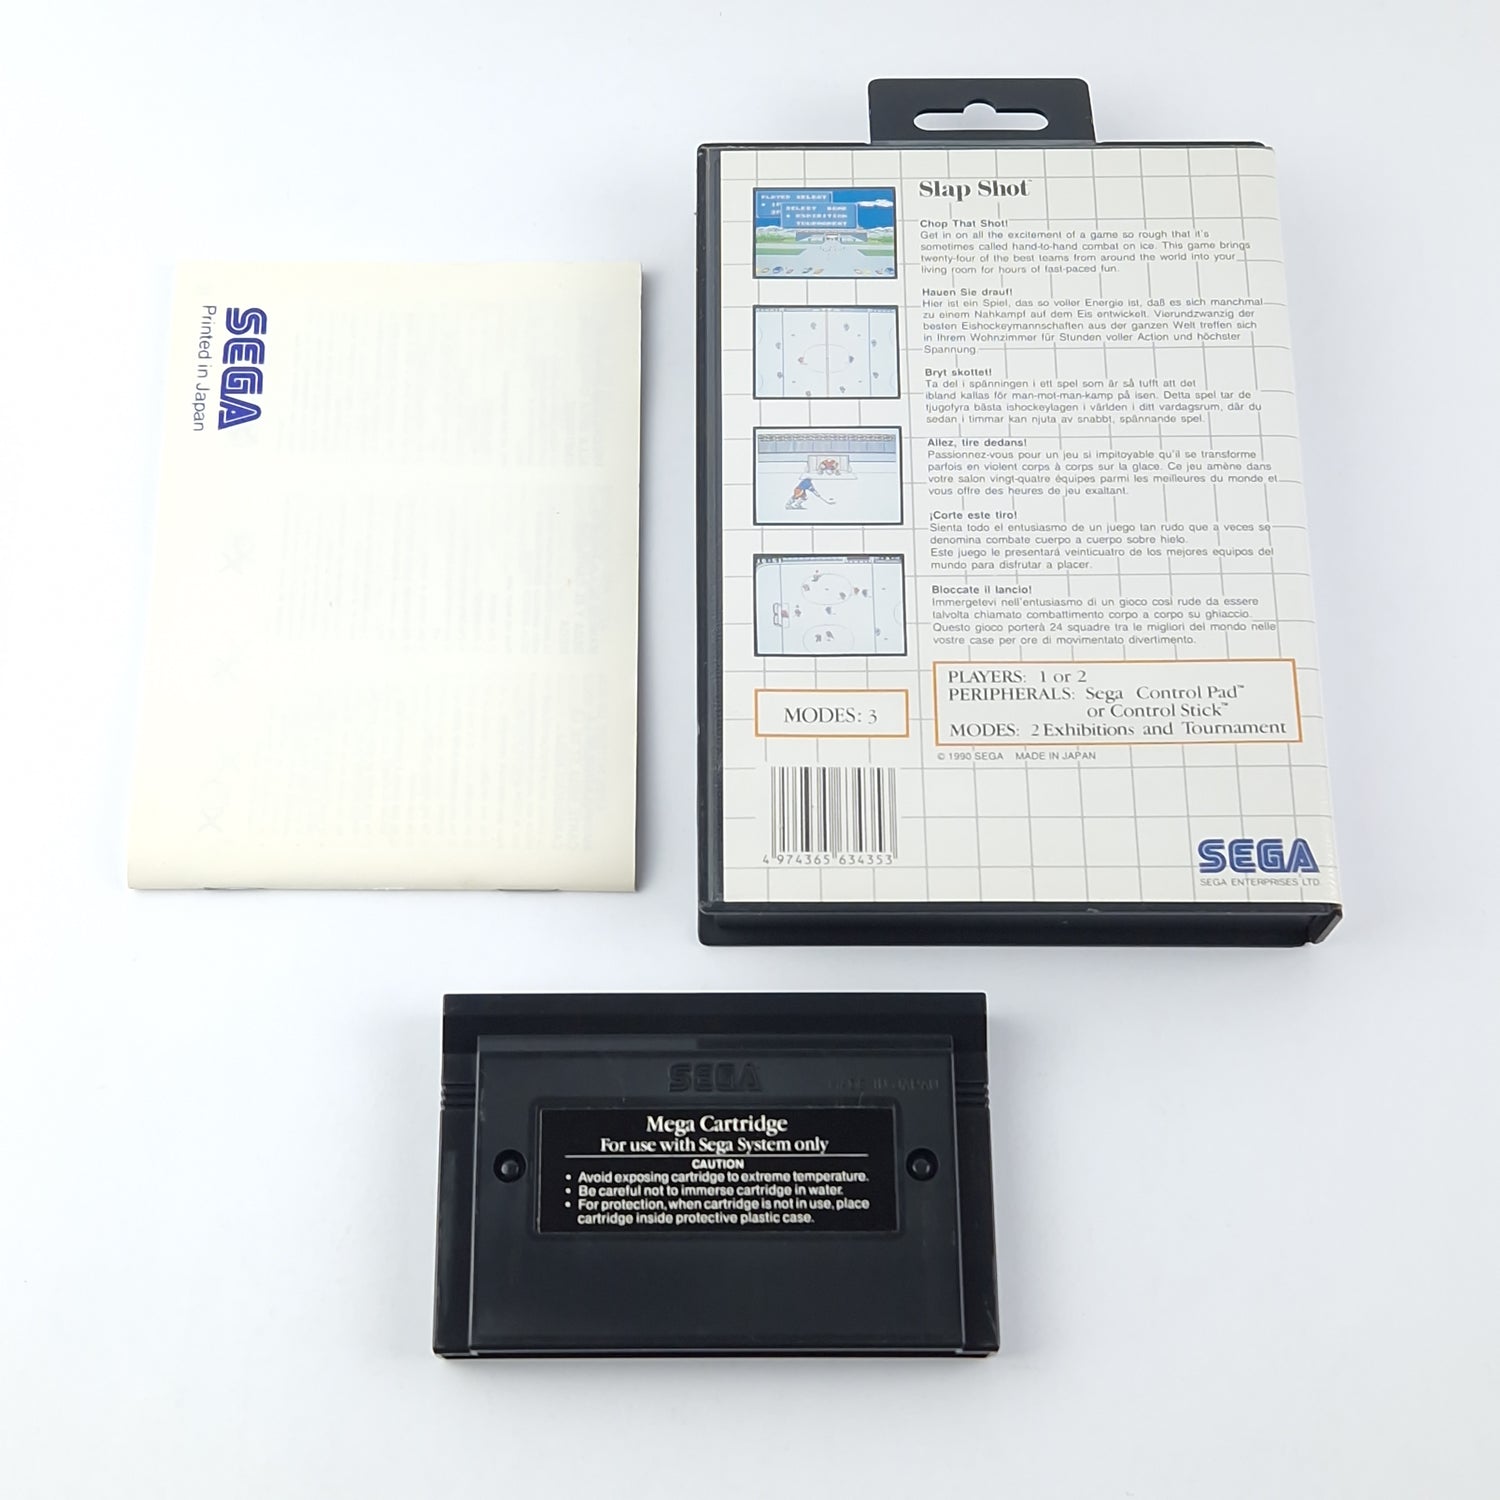 SEGA
Printed in Japan
PLAYER SELECT
SELECT GAME
EXHIBITION
TOURNAMENT
Slap Shot™
Chop That Shot!
Get in on all the excitement of a game so rough that it's
sometimes called hand-to-hand combat on ice. This game brings
twenty-four of the best teams from around the world into your
living room for hours of fast-paced fun.
Hauen Sie drauf!
Hier ist ein Spiel, das so voller Energie ist, daß es sich manchmal
zu einem Nahkampf auf dem Eis entwickelt. Vierundzwanzig der
besten Eishockeymannschaften aus der ganzen Welt treffen sich
in Ihrem Wohnzimmer für Stunden voller Action und höchster
Spannung.
Bryt skottet!
Ta del i spänningen i ett spel som är så tufft att det
ibland kallas för man-mot-man-kamp på isen. Detta spel tar de
tjugofyra bästa ishockeylagen i världen i ditt vardagsrum, där du
sedan i timmar kan njuta av snabbt, spännande spel.
Allez, tire dedans!
Passionnez-vous pour un jeu si impitoyable qu'il se transforme
parfois en violent corps à corps sur la glace. Ce jeu amène dans
votre salon vingt-quatre équipes parmi les meilleures du monde et
vous offre des heures de jeu exaltant.
¡Corte este tiro!
Sienta todo el entusiasmo de un juego tan rudo que a veces se
denomina combate cuerpo a cuerpo sobre hielo.
Este juego le presentará veinticuatro de los mejores equipos del
mundo para disfrutar a placer.
Bloccate il lancio!
Immergetevi nell'entusiasmo di un gioco così rude da essere
talvolta chiamato combattimento corpo a corpo su ghiaccio.
Questo gioco porterà 24 squadre tra le migliori del mondo nelle
vostre case per ore di movimentato divertimento.
MODES: 3
PLAYERS: 1 or 2
PERIPHERALS: Sega Control Pad™
or Control Stick™
MODES: 2 Exhibitions and Tournament
© 1990 SEGA MADE IN JAPAN
4 974365 634353
SEGA
SEGA ENTERPRISES LTD.
SEGA
MADE IN JAPAN
Mega Cartridge
For use with Sega System only
CAUTION
• Avoid exposing cartridge to extreme temperature.
• Be careful not to immerse cartridge in water.
• For protection, when cartridge is not in use, place
cartridge inside protective plastic case.